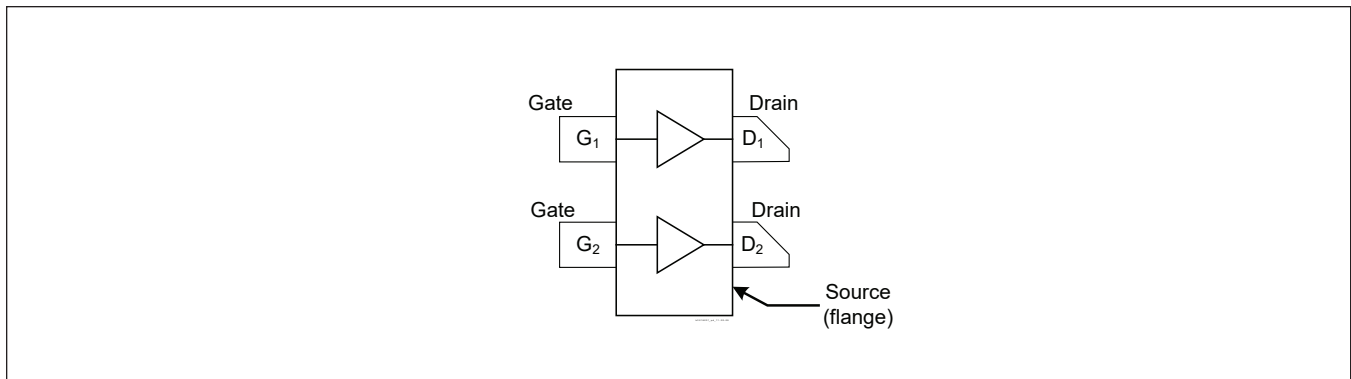 Gate
Drain
G1
D1
Gate
Drain
G2
D2
Source
(flange)